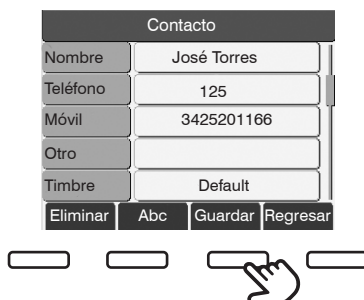 Contacto
Nombre José Torres
Teléfono 125
Móvil 3425201166
Otro
Timbre Default
Eliminar Abc Guardar Regresar